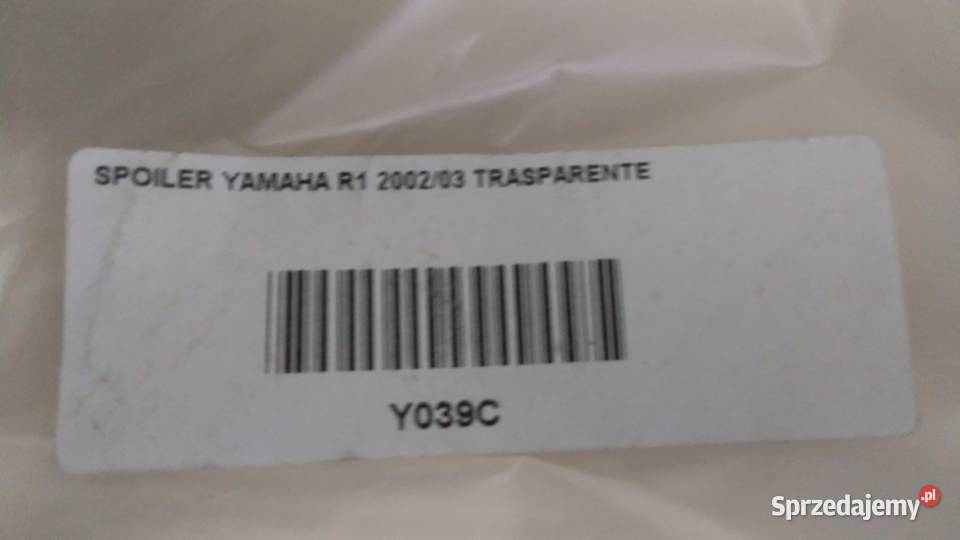 SPOILER YAMAHA R1 2002/03 TRASPARENTE
Y039C
Sprzedajemy.pl